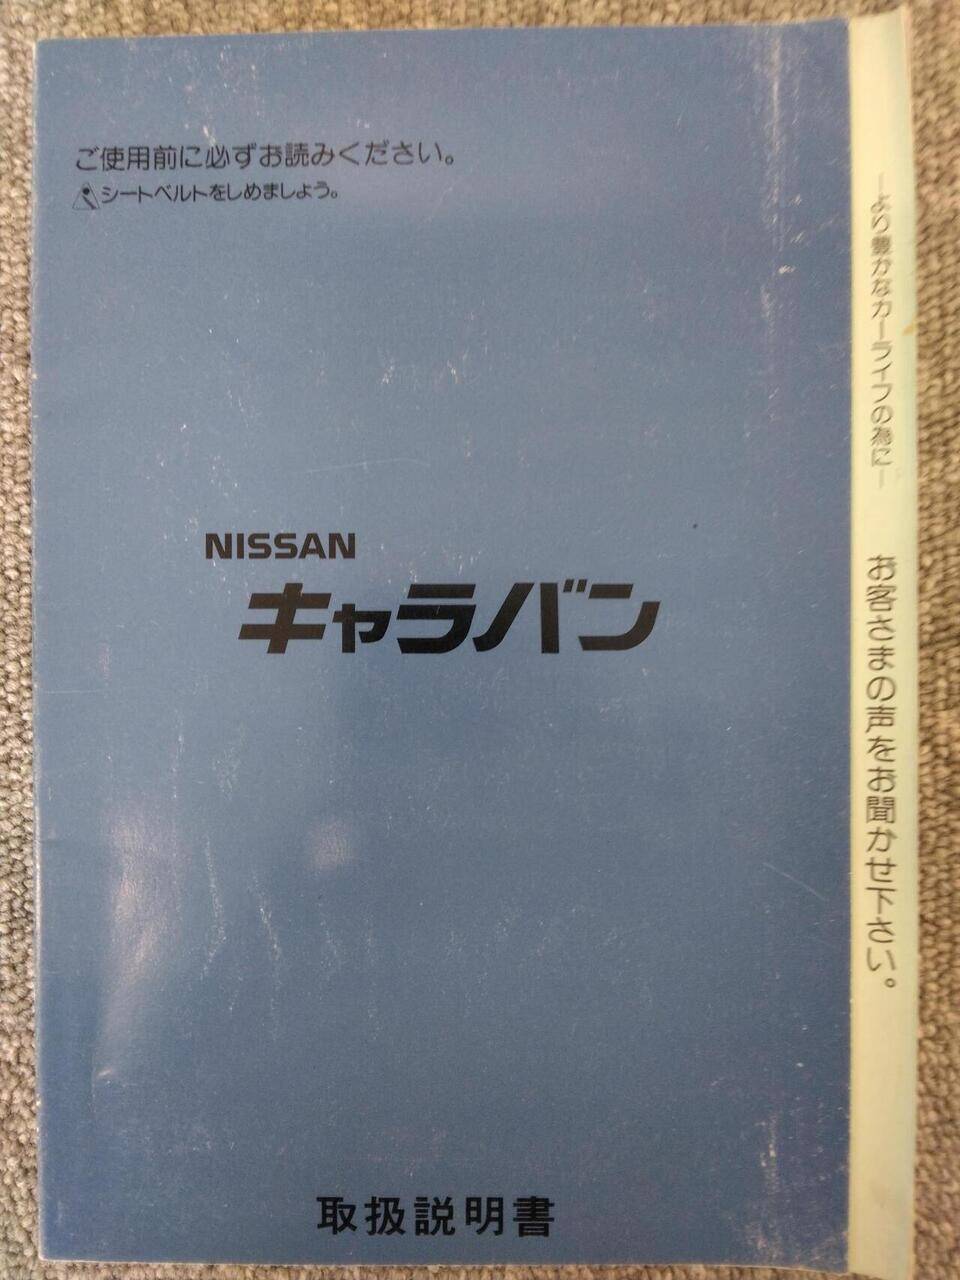 ご使用前に必ずお読みください。
シートベルトをしめましょう。
NISSAN
キャラバン
取扱説明書
—より豊かなカーライフの為に—
お客さまの声をお聞かせ下さい。